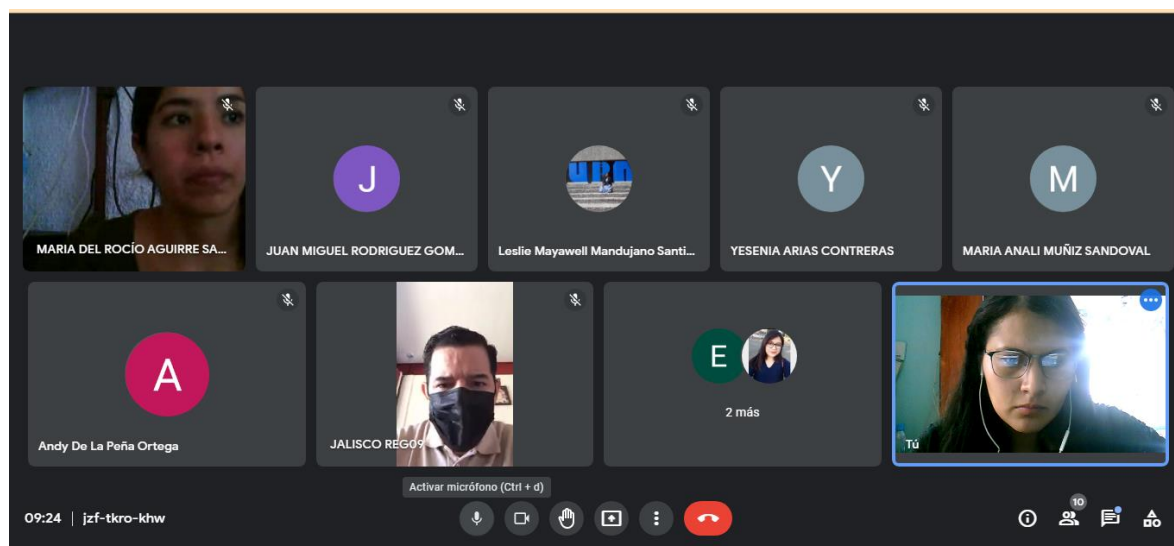 MARIA DEL ROCÍO AGUIRRE SA...
J
JUAN MIGUEL RODRIGUEZ GOM...
upn
Leslie Mayawell Mandujano Santi...
Y
YESENIA ARIAS CONTRERAS
M
MARIA ANALI MUÑIZ SANDOVAL
A
Andy De La Peña Ortega
JALISCO REG09
E
2 más
Tú
Activar micrófono (Ctrl + d)
09:24 | jzf-tkro-khw
10